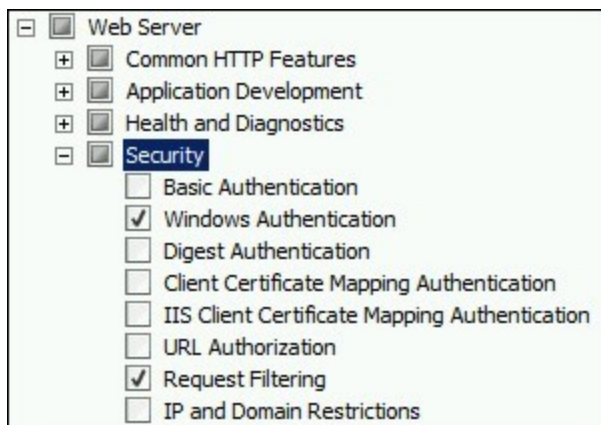 Web Server
Common HTTP Features
Application Development
Health and Diagnostics
Security
Basic Authentication
Windows Authentication
Digest Authentication
Client Certificate Mapping Authentication
IIS Client Certificate Mapping Authentication
URL Authorization
Request Filtering
IP and Domain Restrictions